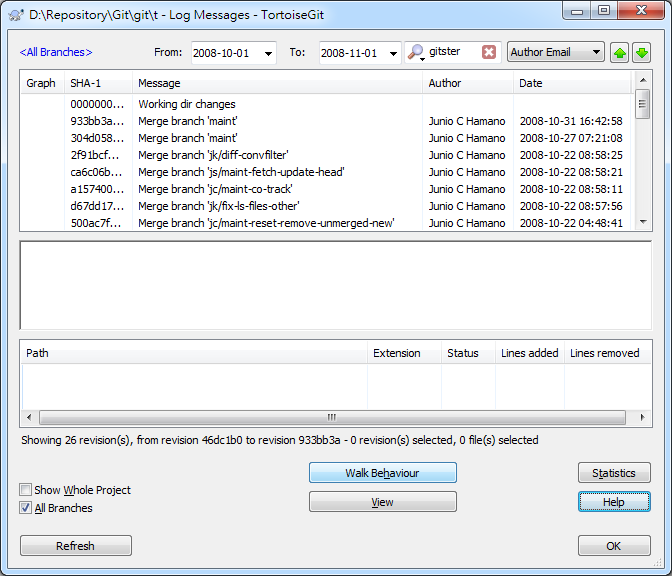 D:\Repository\Git\git\t - Log Messages - TortoiseGit
<All Branches> From: 2008-10-01 To: 2008-11-01 gitster Author Email
Graph SHA-1 Message Author Date
0000000... Working dir changes
933bb3a... Merge branch 'maint' Junio C Hamano 2008-10-31 16:42:58
304d058... Merge branch 'maint' Junio C Hamano 2008-10-27 07:21:08
2f91bcf... Merge branch 'jk/diff-convfilter' Junio C Hamano 2008-10-22 08:58:25
ca6c06b... Merge branch 'js/maint-fetch-update-head' Junio C Hamano 2008-10-22 08:58:21
a157400... Merge branch 'jc/maint-co-track' Junio C Hamano 2008-10-22 08:58:11
d67dd17... Merge branch 'jk/fix-ls-files-other' Junio C Hamano 2008-10-22 08:57:56
500ac7f... Merge branch 'jc/maint-reset-remove-unmerged-new' Junio C Hamano 2008-10-22 04:48:41
Path Extension Status Lines added Lines removed
Showing 26 revision(s), from revision 46dc1b0 to revision 933bb3a - 0 revision(s) selected, 0 file(s) selected
Walk Behaviour Statistics
Show Whole Project
View Help
All Branches
Refresh OK